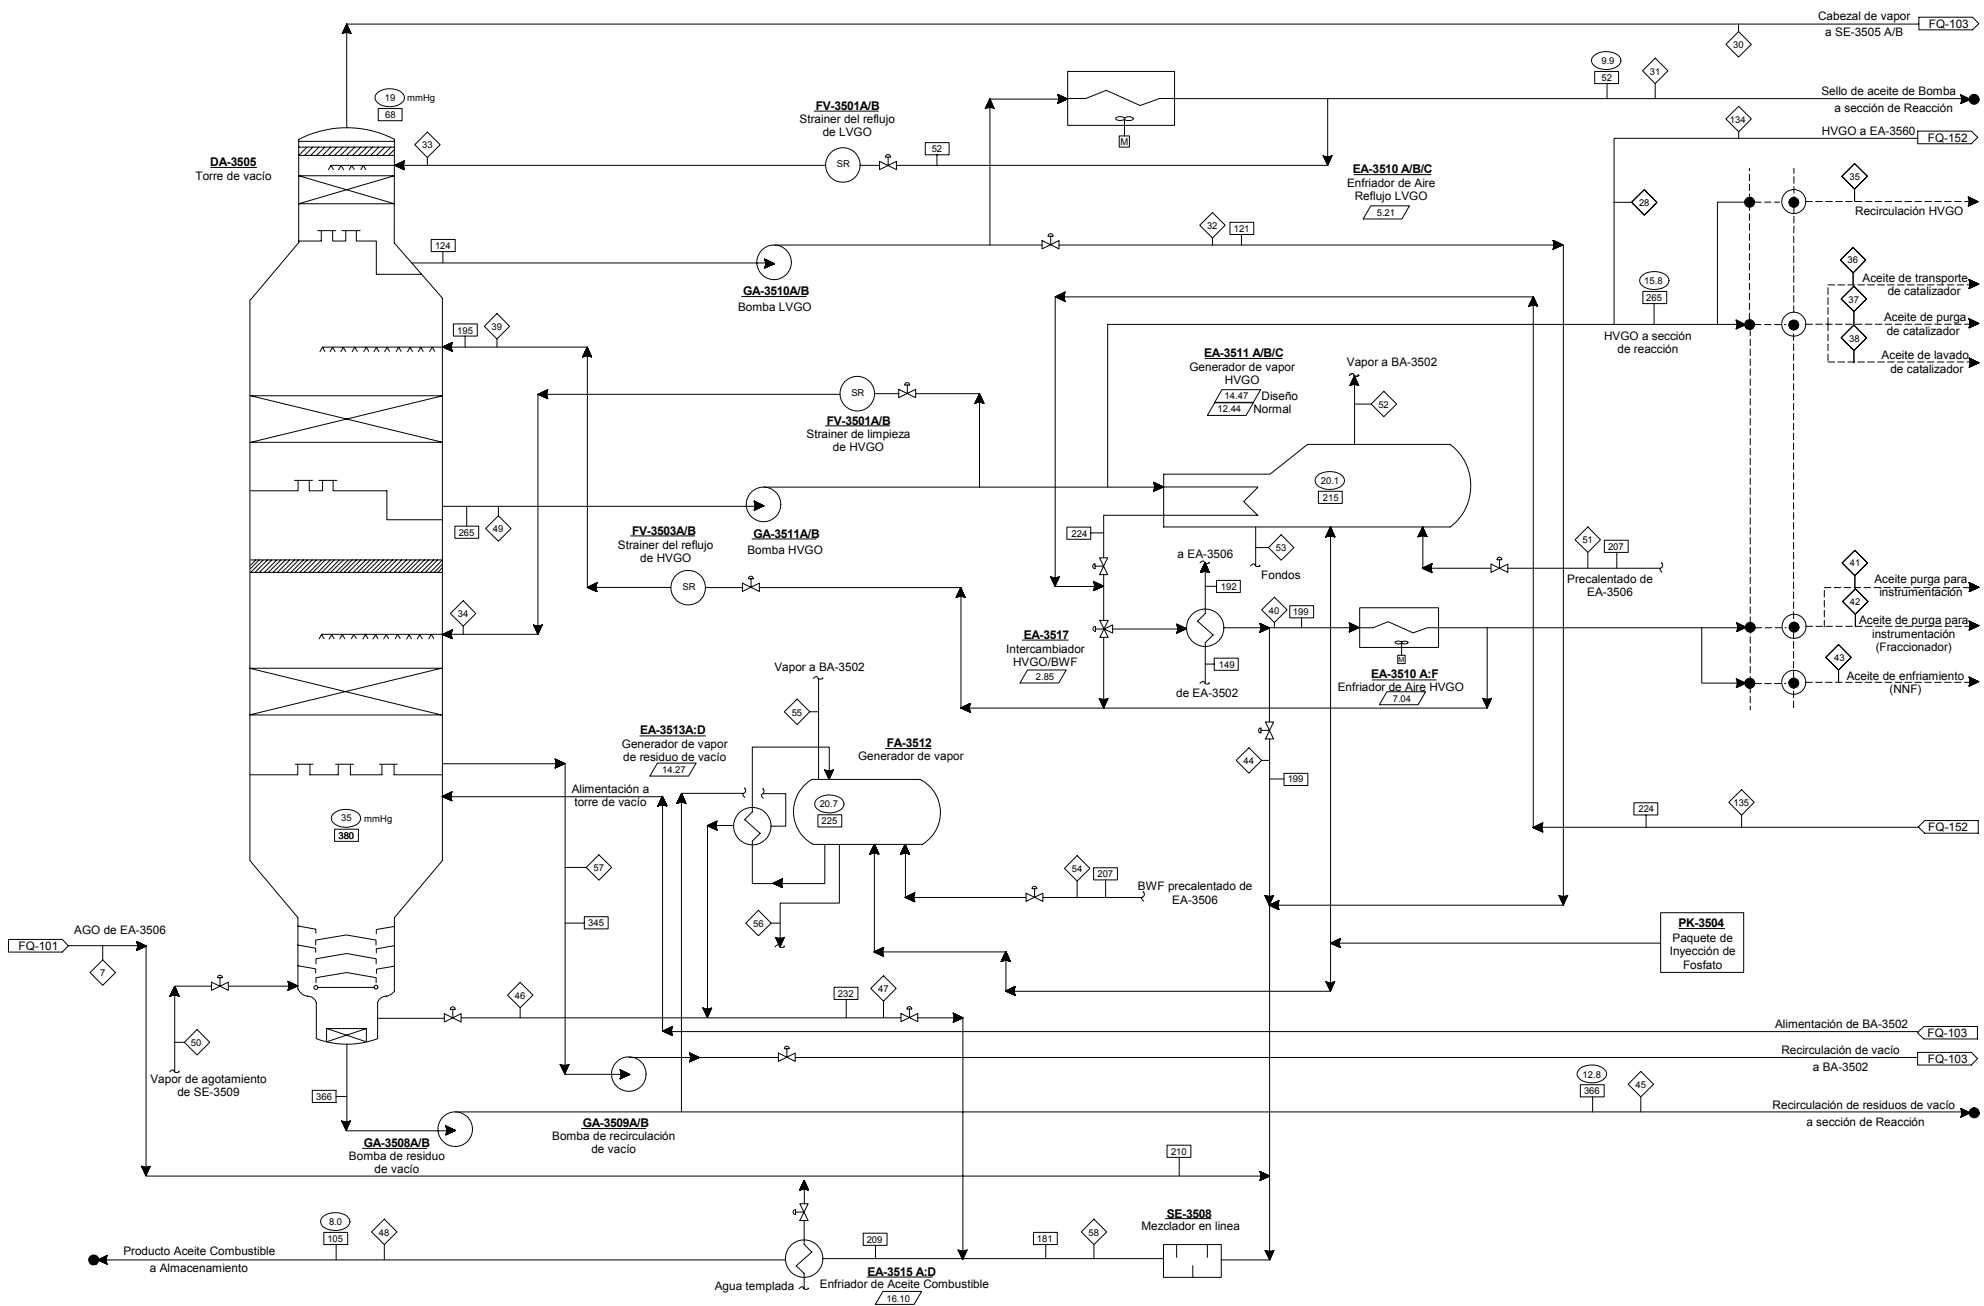 Cabezal de vapor
a SE-3505 A/B
FQ-103
30
19
mmHg
68
FV-3501A/B
Strainer del reflujo
de LVGO
9.9
52
31
Sello de aceite de Bomba
a sección de Reacción
134
HVGO a EA-3560
FQ-152
DA-3505
Torre de vacío
33
SR
52
M
EA-3510 A/B/C
Enfriador de Aire
Reflujo LVGO
5.21
28
35
Recirculación HVGO
124
32
121
GA-3510A/B
Bomba LVGO
15.8
265
HVGO a sección
de reacción
36
Aceite de transporte
de catalizador
37
Aceite de purga
de catalizador
38
Aceite de lavado
de catalizador
195
39
EA-3511 A/B/C
Generador de vapor
HVGO
14.47
Diseño
12.44
Normal
Vapor a BA-3502
52
SR
FV-3501A/B
Strainer de limpieza
de HVGO
20.1
215
265
49
GA-3511A/B
Bomba HVGO
FV-3503A/B
Strainer del reflujo
de HVGO
SR
224
a EA-3506
192
53
Fondos
51
207
Precalentado de
EA-3506
41
Aceite purga para
instrumentación
42
Aceite de purga para
instrumentación
(Fraccionador)
34
EA-3517
Intercambiador
HVGO/BWF
2.85
40
199
149
de EA-3502
M
EA-3510 A:F
Enfriador de Aire HVGO
7.04
43
Aceite de enfriamiento
(NNF)
Vapor a BA-3502
55
EA-3513A:D
Generador de vapor
de residuo de vacío
14.27
FA-3512
Generador de vapor
44
199
Alimentación a
torre de vacío
20.7
225
35
mmHg
380
224
135
FQ-152
57
54
207
BWF precalentado de
EA-3506
345
56
AGO de EA-3506
FQ-101
7
PK-3504
Paquete de
Inyección de
Fosfato
46
232
47
50
Vapor de agotamiento
de SE-3509
Alimentación de BA-3502
FQ-103
Recirculación de vacío
a BA-3502
FQ-103
366
12.8
366
45
Recirculación de residuos de vacío
a sección de Reacción
GA-3508A/B
Bomba de residuo
de vacío
GA-3509A/B
Bomba de recirculación
de vacío
210
8.0
105
48
Producto Aceite Combustible
a Almacenamiento
Agua templada
209
EA-3515 A:D
Enfriador de Aceite Combustible
16.10
181
58
SE-3508
Mezclador en linea